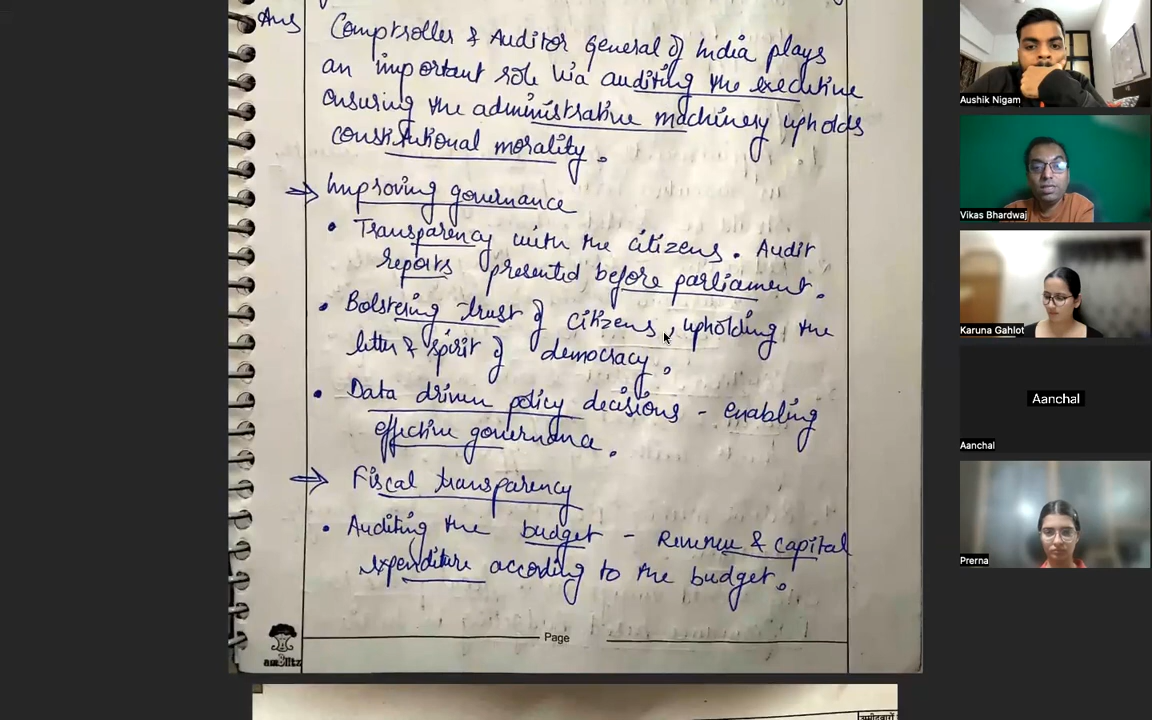 Ans
Comptroller & Auditor General of India plays
an important role via auditing the executive
ensuring the administrative machinery upholds
constitutional morality.
⇒ Improving governance
• Transparency with the citizens. Audit
reports presented before parliament.
• Bolstering trust of citizens, upholding the
letter & spirit of democracy.
• Data driven policy decisions - enabling
effective governance.
⇒ Fiscal transparency
• Auditing the budget - Revenue & capital
expenditure according to the budget.
Page
Aushik Nigam
Vikas Bhardwaj
Karuna Gahlot
Aanchal
Aanchal
Prerna